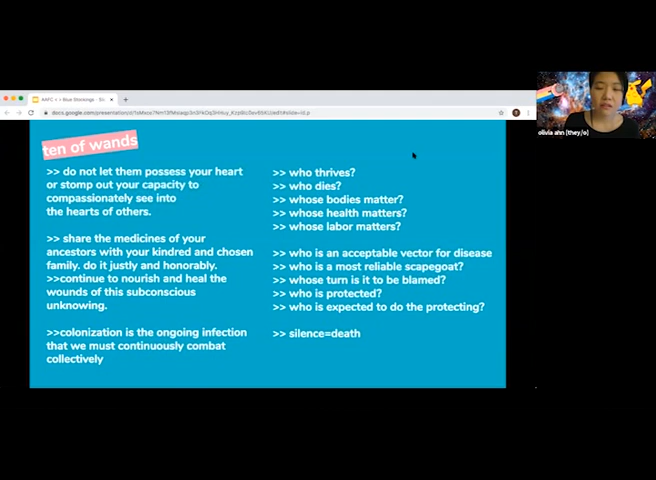 AAFC + > Blue Stockings - Sli
olivia ahn (they/o)
ten of wands
>> do not let them possess your heart
or stomp out your capacity to
compassionately see into
the hearts of others.
>> share the medicines of your
ancestors with your kindred and chosen
family. do it justly and honorably.
>>continue to nourish and heal the
wounds of this subconscious
unknowing.
>>colonization is the ongoing infection
that we must continuously combat
collectively
>> who thrives?
>> who dies?
>> whose bodies matter?
>> whose health matters?
>> whose labor matters?
>> who is an acceptable vector for disease
>> who is a most reliable scapegoat?
>> whose turn is it to be blamed?
>> who is protected?
>> who is expected to do the protecting?
>> silence=death